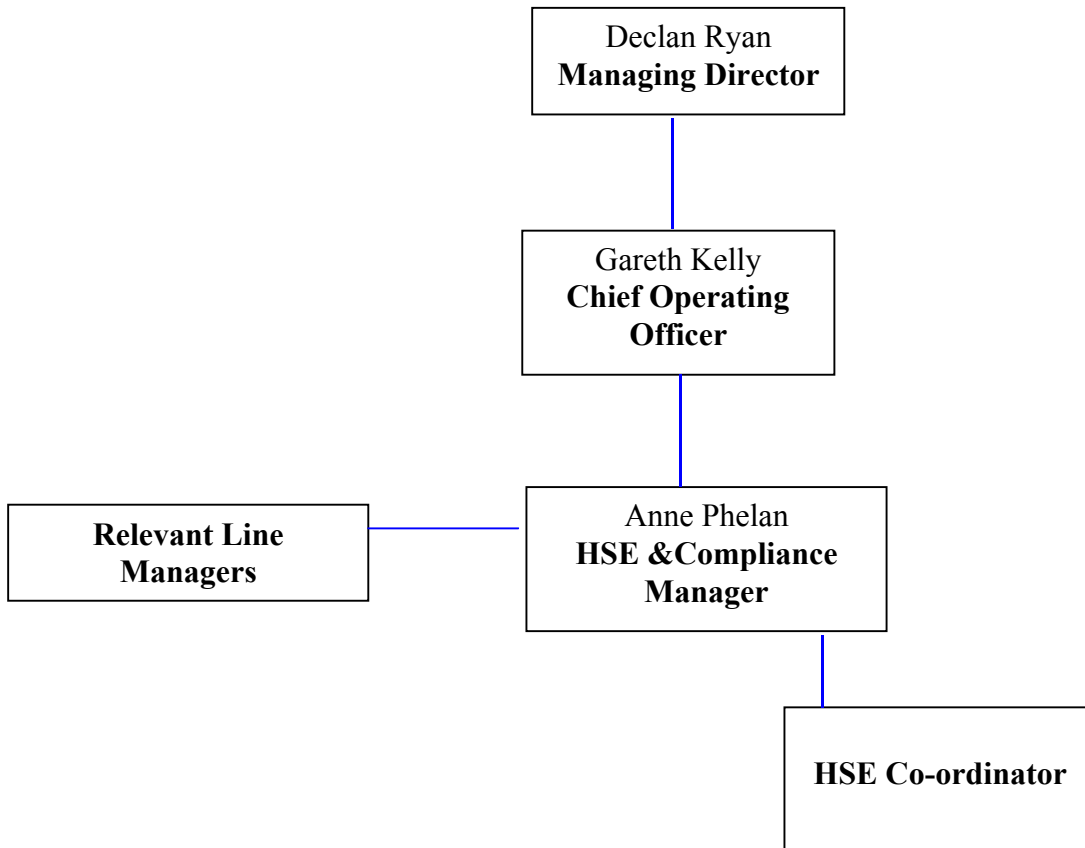 Declan Ryan
Managing Director
Gareth Kelly
Chief Operating
Officer
Relevant Line
Managers
Anne Phelan
HSE &Compliance
Manager
HSE Co-ordinator